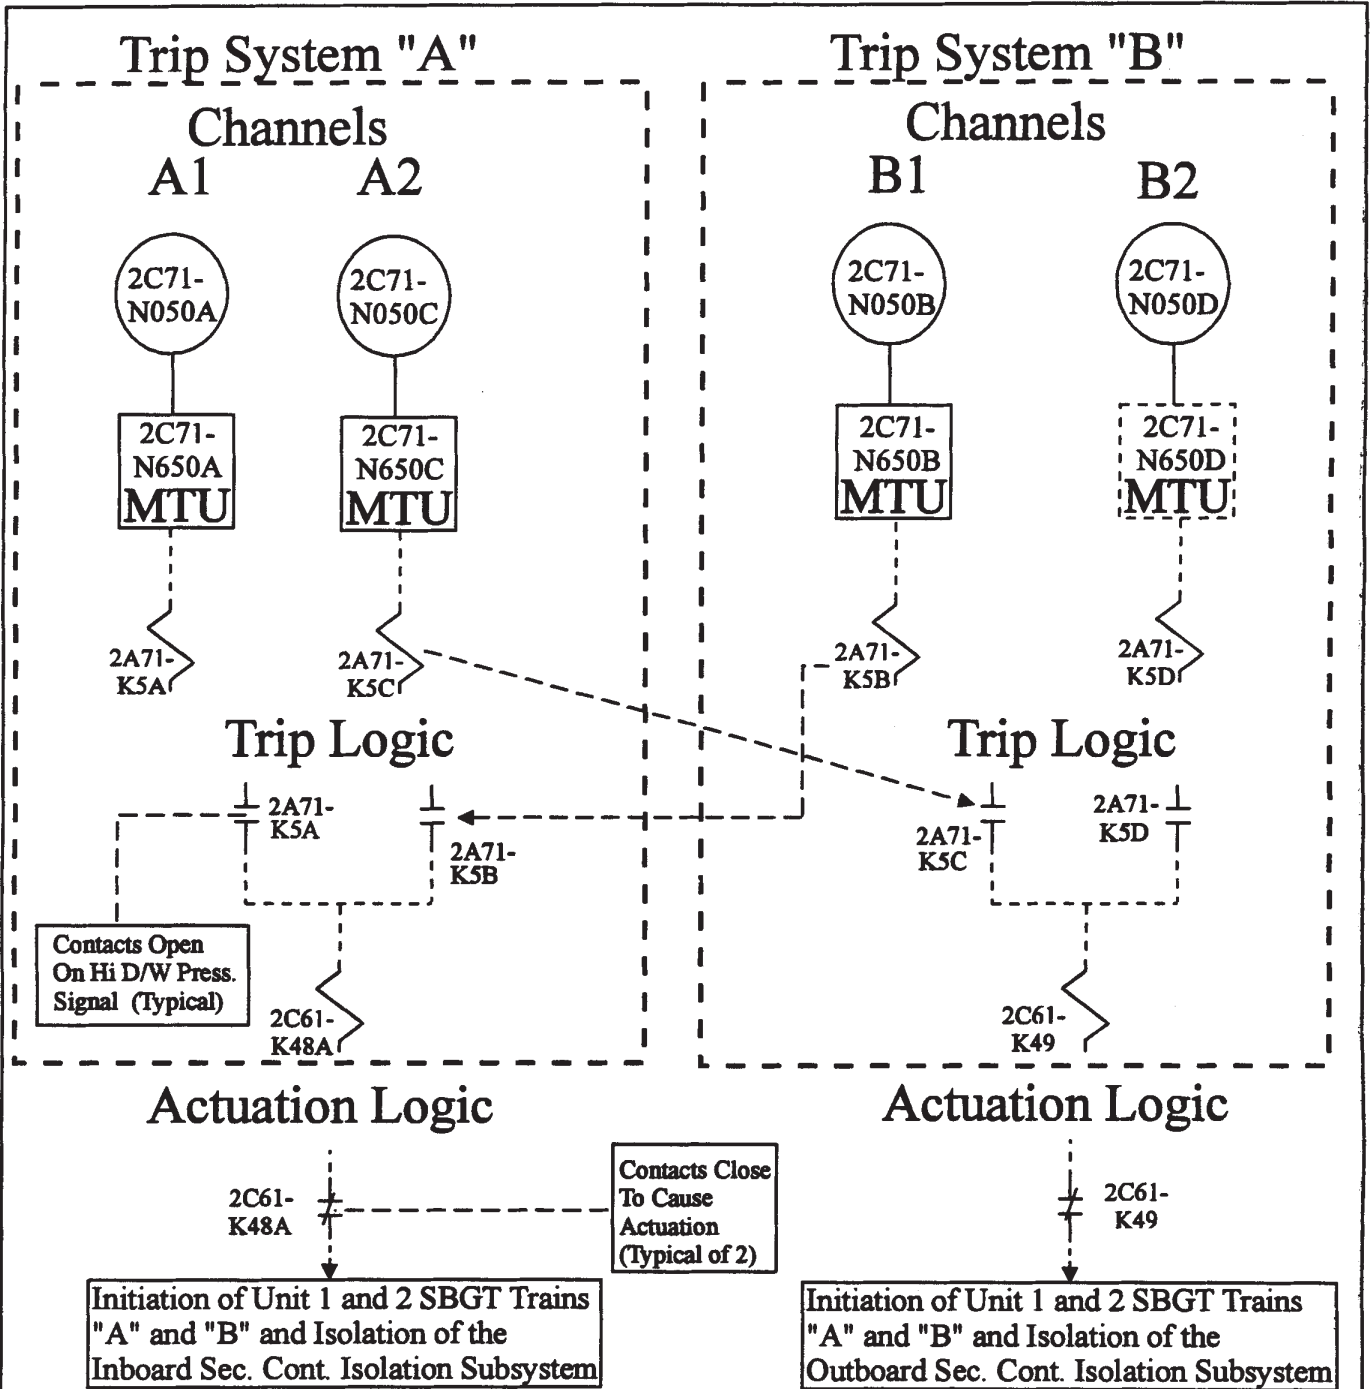 Trip System "A"
Channels
A1
A2
2C71-
N050A
2C71-
N050C
2C71-
N650A
MTU
2C71-
N650C
MTU
2A71-
K5A
2A71-
K5C
Trip Logic
2A71-
K5A
2A71-
K5B
Contacts Open
On Hi D/W Press.
Signal (Typical)
2C61-
K48A
Trip System "B"
Channels
B1
B2
2C71-
N050B
2C71-
N050D
2C71-
N650B
MTU
2C71-
N650D
MTU
2A71-
K5B
2A71-
K5D
Trip Logic
2A71-
K5C
2A71-
K5D
2C61-
K49
Actuation Logic
2C61-
K48A
Contacts Close
To Cause
Actuation
(Typical of 2)
Initiation of Unit 1 and 2 SBGT Trains
"A" and "B" and Isolation of the
Inboard Sec. Cont. Isolation Subsystem
Actuation Logic
2C61-
K49
Initiation of Unit 1 and 2 SBGT Trains
"A" and "B" and Isolation of the
Outboard Sec. Cont. Isolation Subsystem